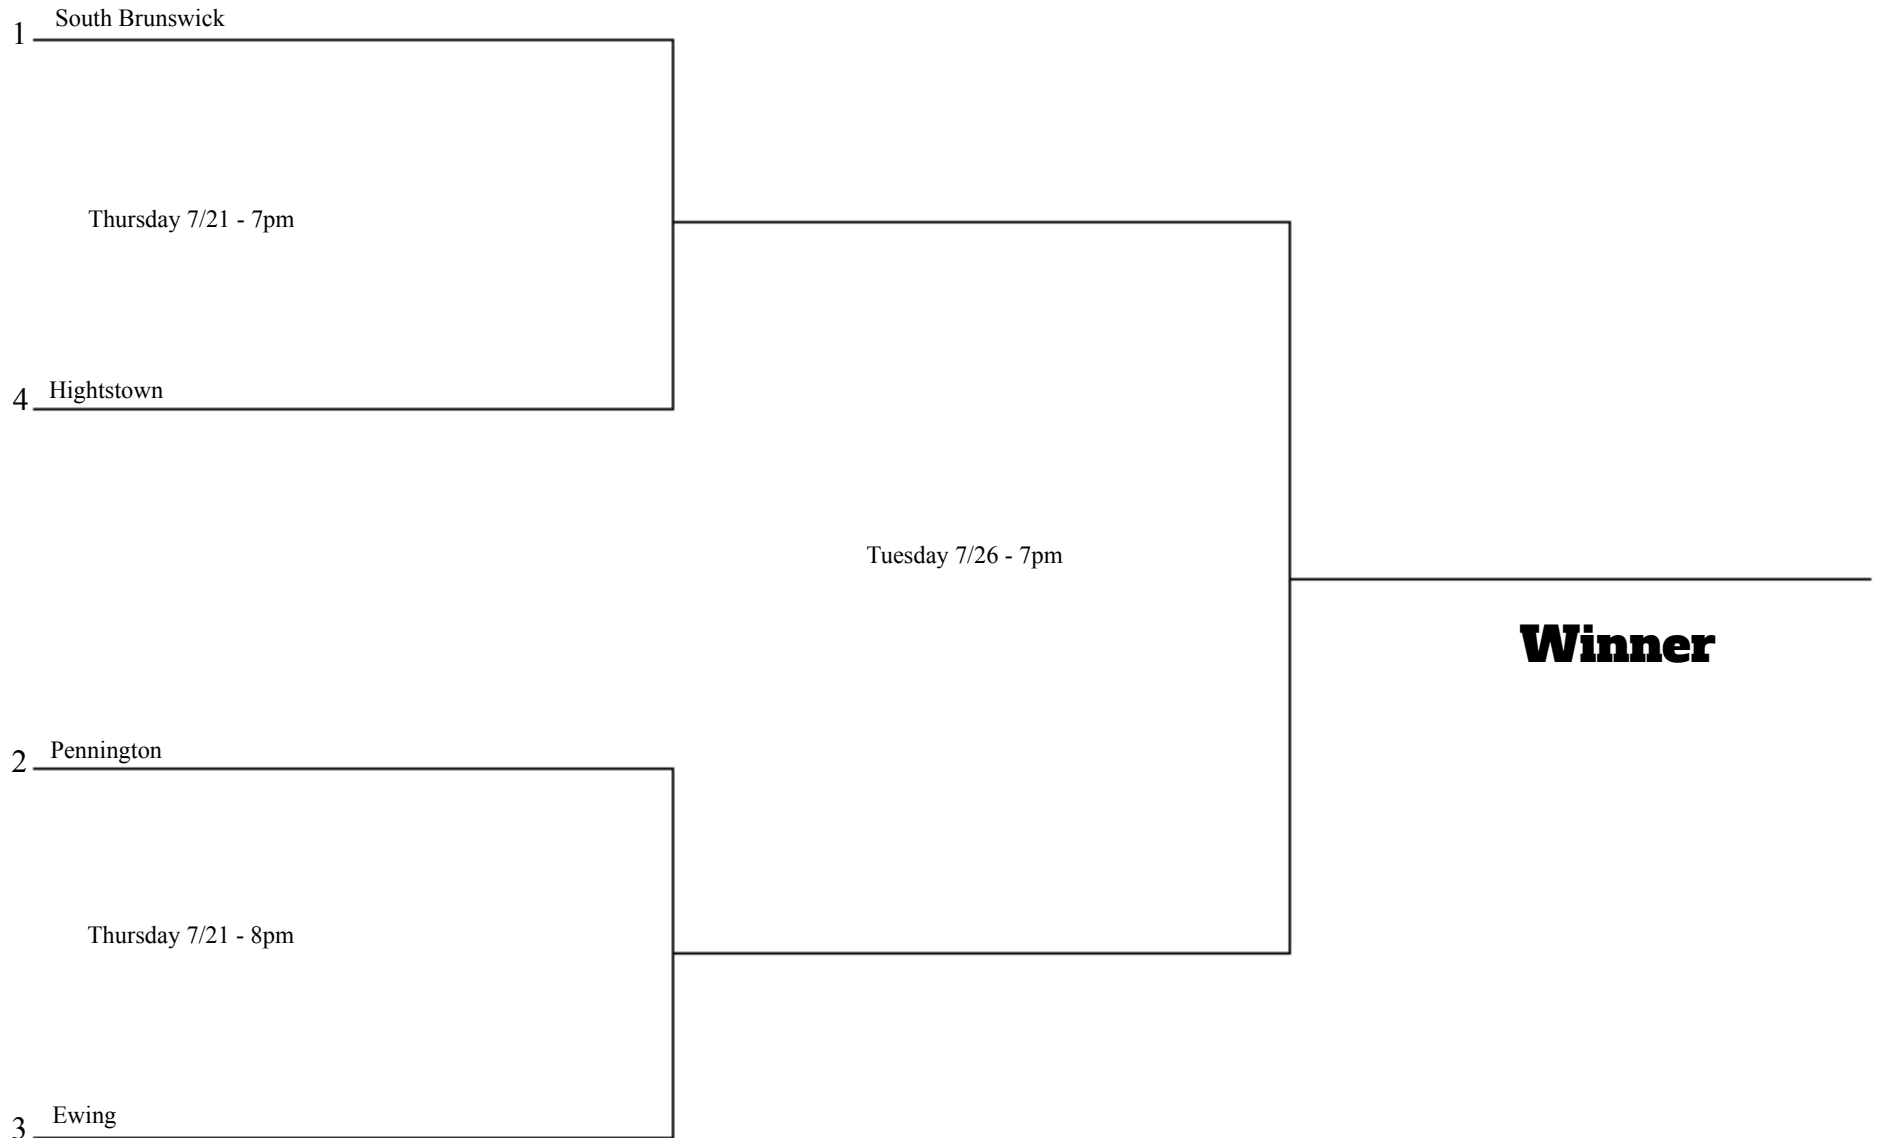 1 South Brunswick
Thursday 7/21 - 7pm
4 Hightstown
Tuesday 7/26 - 7pm
Winner
2 Pennington
Thursday 7/21 - 8pm
3 Ewing